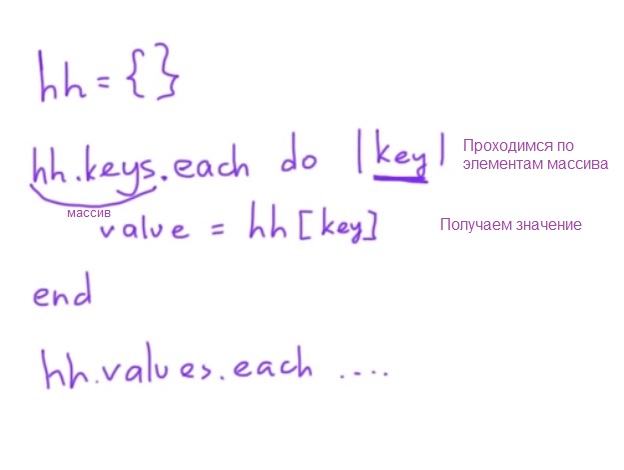 hh = {}
hh.keys.each do |key|
Проходимся по
элементам массива
массив
value = hh[key]
Получаем значение
end
hh.values.each ....